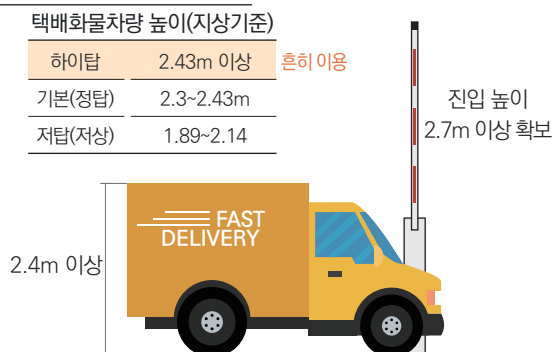 택배화물차량 높이(지상기준)
하이탑 2.43m 이상 흔히 이용
기본(정탑) 2.3~2.43m
저탑(저상) 1.89~2.14
진입 높이
2.7m 이상 확보
FAST
DELIVERY
2.4m 이상